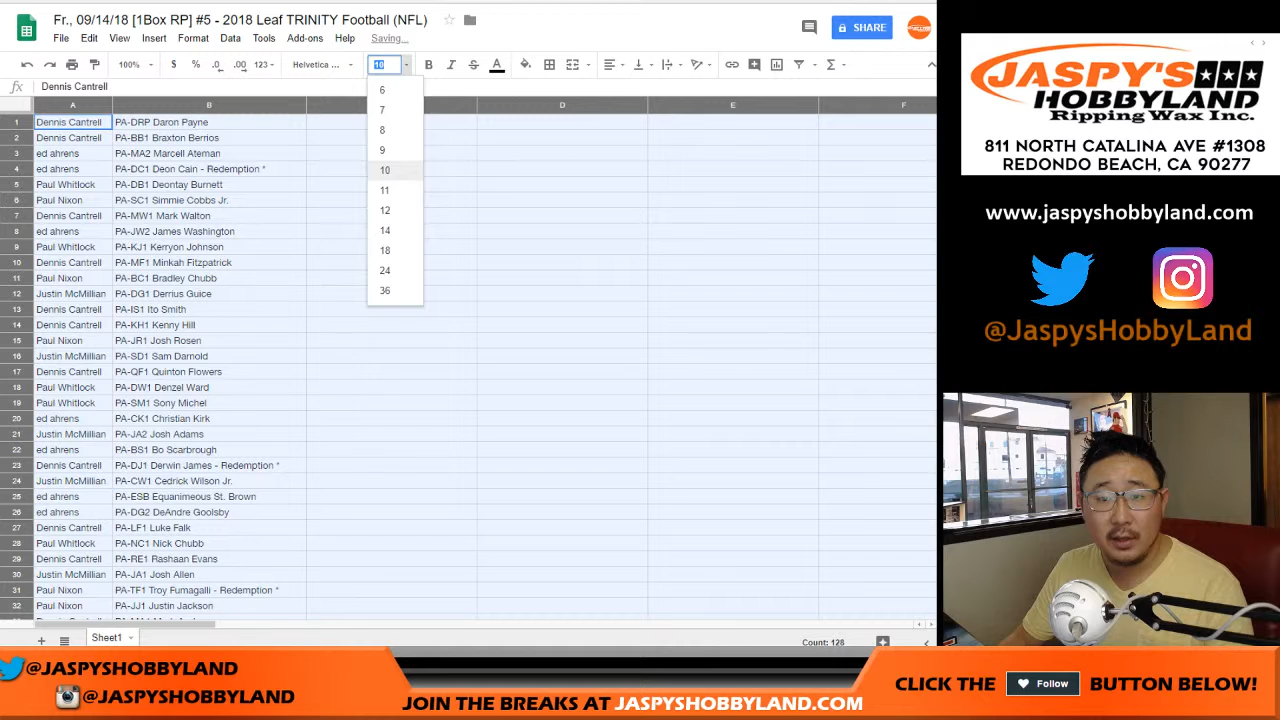 Fr., 09/14/18 [1Box RP] #5 - 2018 Leaf TRINITY Football (NFL)
SHARE
File Edit View Insert Format Data Tools Add-ons Help Saving...
100% $ % .0 .00 123 Helvetica ... 10 B I S A
fx Dennis Cantrell
A B D E F
1 Dennis Cantrell PA-DRP Daron Payne
2 Dennis Cantrell PA-BB1 Braxton Berrios
3 ed ahrens PA-MA2 Marcell Ateman
4 ed ahrens PA-DC1 Deon Cain - Redemption *
5 Paul Whitlock PA-DB1 Deontay Burnett
6 Paul Nixon PA-SC1 Simmie Cobbs Jr.
7 Dennis Cantrell PA-MW1 Mark Walton
8 ed ahrens PA-JW2 James Washington
9 Paul Whitlock PA-KJ1 Kerryon Johnson
10 Dennis Cantrell PA-MF1 Minkah Fitzpatrick
11 Paul Nixon PA-BC1 Bradley Chubb
12 Justin McMillian PA-DG1 Derrius Guice
13 Dennis Cantrell PA-IS1 Ito Smith
14 Dennis Cantrell PA-KH1 Kenny Hill
15 Paul Nixon PA-JR1 Josh Rosen
16 Justin McMillian PA-SD1 Sam Darnold
17 Dennis Cantrell PA-QF1 Quinton Flowers
18 Paul Whitlock PA-DW1 Denzel Ward
19 Paul Whitlock PA-SM1 Sony Michel
20 ed ahrens PA-CK1 Christian Kirk
21 Justin McMillian PA-JA2 Josh Adams
22 ed ahrens PA-BS1 Bo Scarbrough
23 Dennis Cantrell PA-DJ1 Derwin James - Redemption *
24 Justin McMillian PA-CW1 Cedrick Wilson Jr.
25 ed ahrens PA-ESB Equanimeous St. Brown
26 ed ahrens PA-DG2 DeAndre Goolsby
27 Dennis Cantrell PA-LF1 Luke Falk
28 Paul Whitlock PA-NC1 Nick Chubb
29 Dennis Cantrell PA-RE1 Rashaan Evans
30 Justin McMillian PA-JA1 Josh Allen
31 Paul Nixon PA-TF1 Troy Fumagalli - Redemption *
32 Paul Nixon PA-JJ1 Justin Jackson
6
7
8
9
10
11
12
14
18
24
36
Sheet1
Count: 128
JASPY'S
HOBBYLAND
Ripping Wax Inc.
811 NORTH CATALINA AVE #1308
REDONDO BEACH, CA 90277
www.jaspyshobbyland.com
@JaspysHobbyLand
@JASPYSHOBBYLAND
@JASPYSHOBBYLAND
JOIN THE BREAKS AT JASPYSHOBBYLAND.COM
CLICK THE Follow BUTTON BELOW!